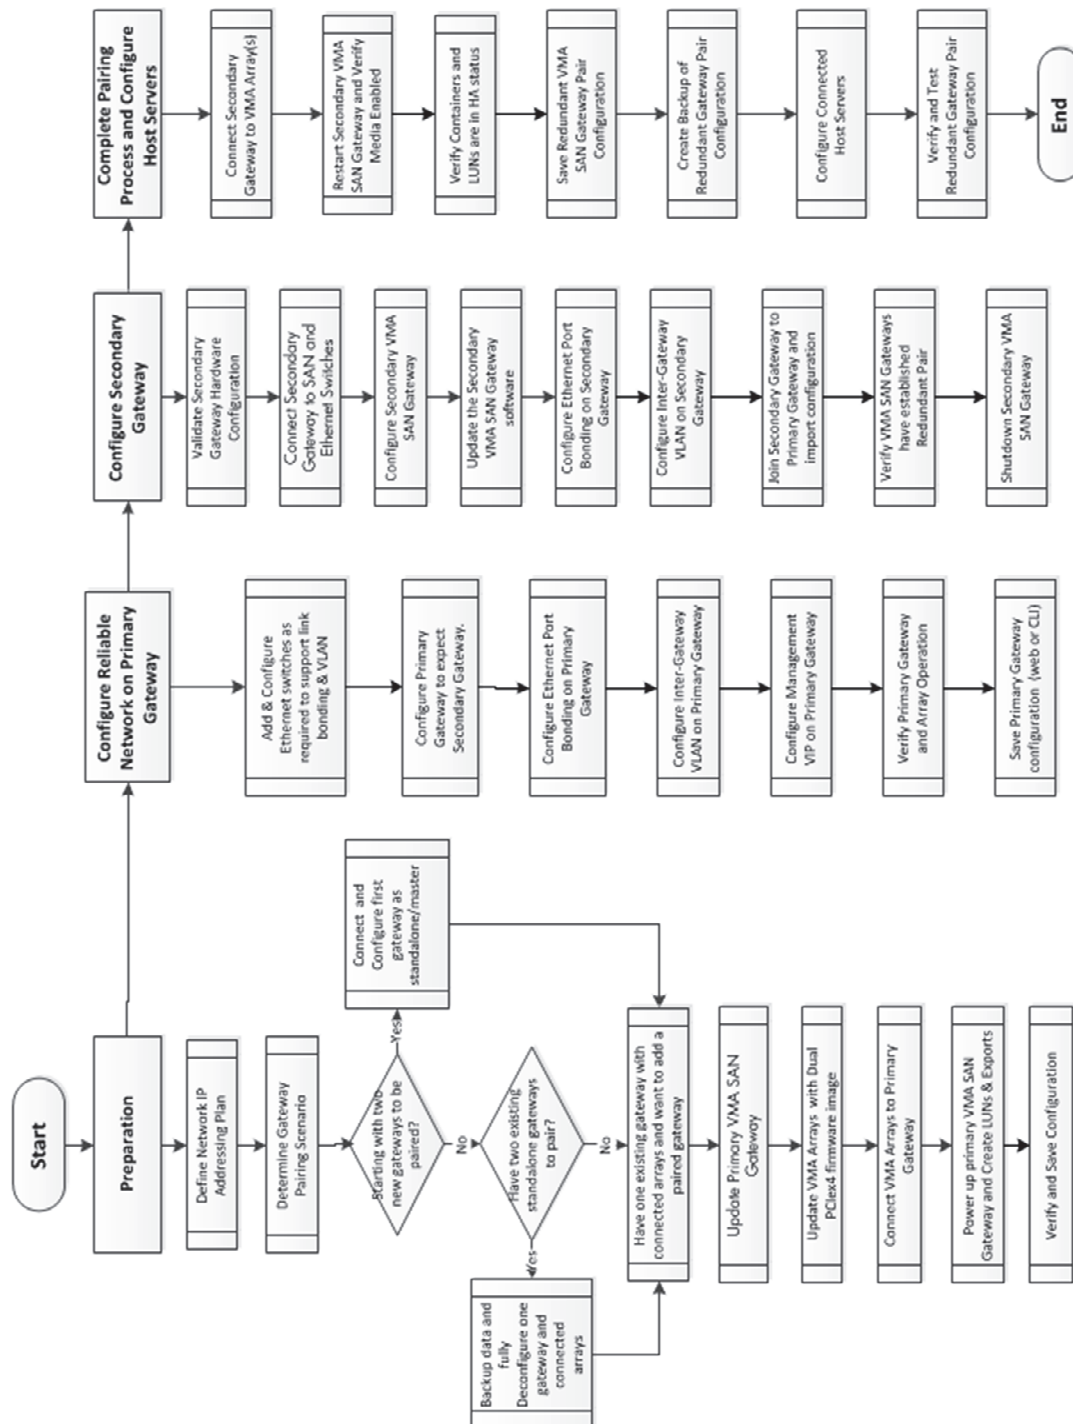 Start
Preparation
Define Network IP
Addressing Plan
Determine Gateway
Pairing Scenario
Starting with two
new gateways to be
paired?
Yes
No
Connect and
Configure first
gateway as
standalone/master
Have two existing
standalone gateways
to pair?
Yes
No
Backup data and
fully
Deconfigure one
gateway and
connected
arrays
Have one existing gateway with
connected arrays and want to add a
paired gateway
Update Primary VMA SAN
Gateway
Update VMA Arrays with Dual
PCIex4 firmware image
Connect VMA Arrays to Primary
Gateway
Power up primary VMA SAN
Gateway and Create LUNs & Exports
Verify and Save Configuration
Configure Reliable
Network on Primary
Gateway
Add & Configure
Ethernet switches as
required to support link
bonding & VLAN
Configure Primary
Gateway to expect
Secondary Gateway.
Configure Ethernet Port
Bonding on Primary
Gateway
Configure Inter-Gateway
VLAN on Primary Gateway
Configure Management
VIP on Primary Gateway
Verify Primary Gateway
and Array Operation
Save Primary Gateway
configuration (web or CLI)
Configure Secondary
Gateway
Validate Secondary
Gateway Hardware
Configuration
Connect Secondary
Gateway to SAN and
Ethernet Switches
Configure Secondary VMA
SAN Gateway
Update the Secondary
VMA SAN Gateway
software
Configure Ethernet Port
Bonding on Secondary
Gateway
Configure Inter-Gateway
VLAN on Secondary
Gateway
Join Secondary Gateway to
Primary Gateway and
import configuration
Verify VMA SAN Gateways
have established
Redundant Pair
Shutdown Secondary VMA
SAN Gateway
Complete Pairing
Process and Configure
Host Servers
Connect Secondary
Gateway to VMA Array(s)
Restart Secondary VMA
SAN Gateway and Verify
Media Enabled
Verify Containers and
LUNs are in HA status
Save Redundant VMA
SAN Gateway Pair
Configuration
Create Backup of
Redundant Gateway Pair
Configuration
Configure Connected
Host Servers
Verify and Test
Redundant Gateway Pair
Configuration
End